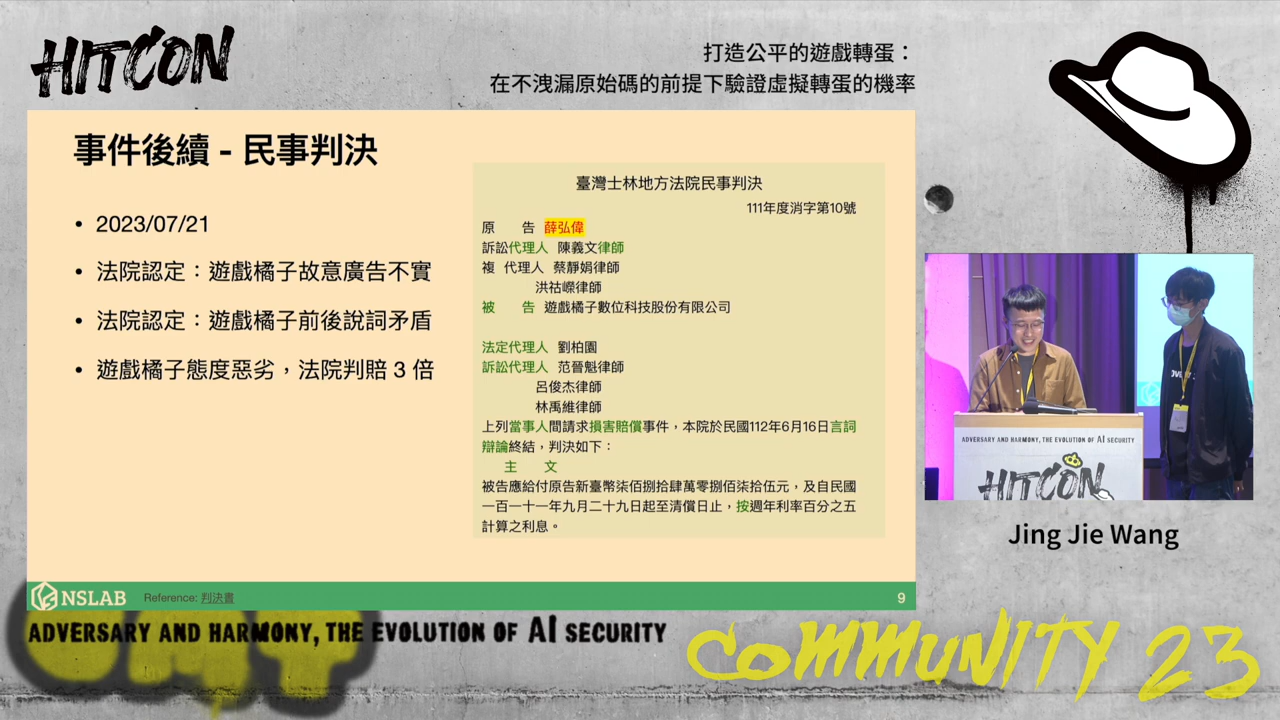 HITCON
打造公平的遊戲轉蛋：
在不洩漏原始碼的前提下驗證虛擬轉蛋的機率
事件後續 - 民事判決
• 2023/07/21
• 法院認定：遊戲橘子故意廣告不實
• 法院認定：遊戲橘子前後說詞矛盾
• 遊戲橘子態度惡劣，法院判賠 3 倍
臺灣士林地方法院民事判決
111年度消字第10號
原　　告 薛弘偉
訴訟代理人 陳義文律師
複 代理人 蔡靜娟律師
洪祜嶸律師
被　　告 遊戲橘子數位科技股份有限公司
法定代理人 劉柏園
訴訟代理人 范晉魁律師
呂俊杰律師
林禹維律師
上列當事人間請求損害賠償事件，本院於民國112年6月16日言詞
辯論終結，判決如下：
主　　文
被告應給付原告新臺幣柒佰捌拾肆萬零捌佰柒拾伍元，及自民國
一百一十一年九月二十九日起至清償日止，按週年利率百分之五
計算之利息。
NSLAB
Reference: 判決書
9
ADVERSARY AND HARMONY, THE EVOLUTION OF AI SECURITY
HITCON
Jing Jie Wang
ADVERSARY AND HARMONY, THE EVOLUTION OF AI SECURITY
COMMUNITY 23